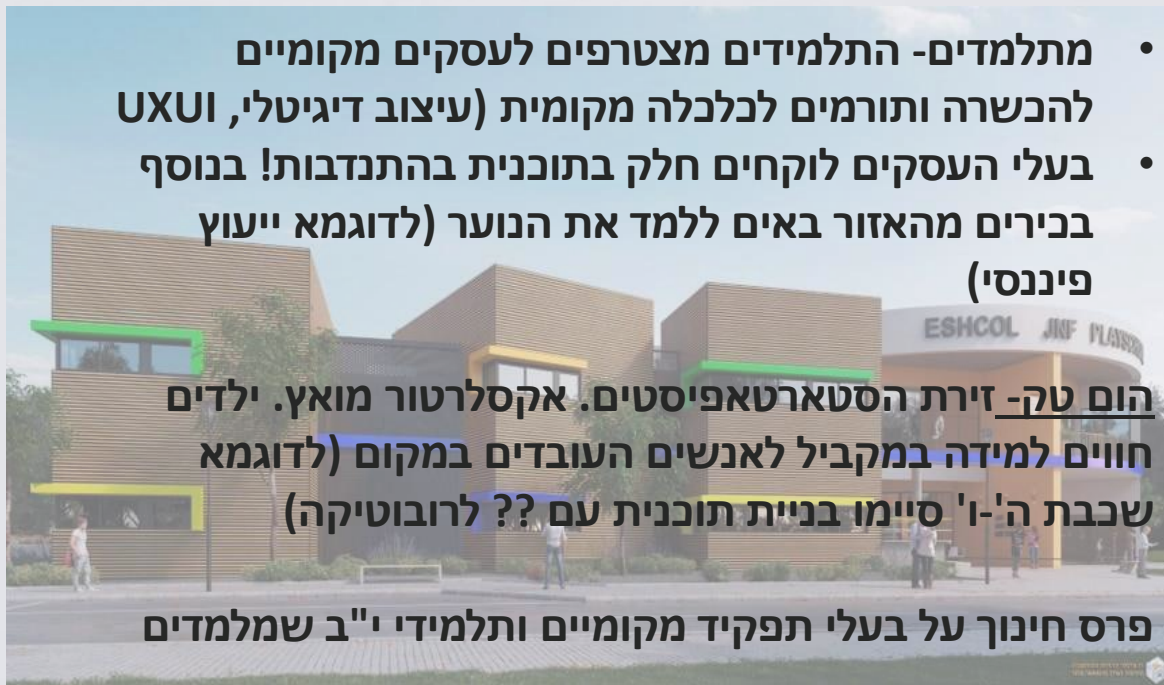 • מתלמדים- התלמידים מצטרפים לעסקים מקומיים
להכשרה ותורמים לכלכלה מקומית (עיצוב דיגיטלי, UXUI
• בעלי העסקים לוקחים חלק בתוכנית בהתנדבות! בנוסף
בכירים מהאזור באים ללמד את הנוער (לדוגמא ייעוץ
פיננסי)
ESHCOL JNF
הום טק- זירת הסטארטאפיסטים. אקסלרטור מואץ. ילדים
חווים למידה במקביל לאנשים העובדים במקום (לדוגמא
שכבת ה'-ו' סיימו בניית תוכנית עם ?? לרובוטיקה)
פרס חינוך על בעלי תפקיד מקומיים ותלמידי י"ב שמלמדים